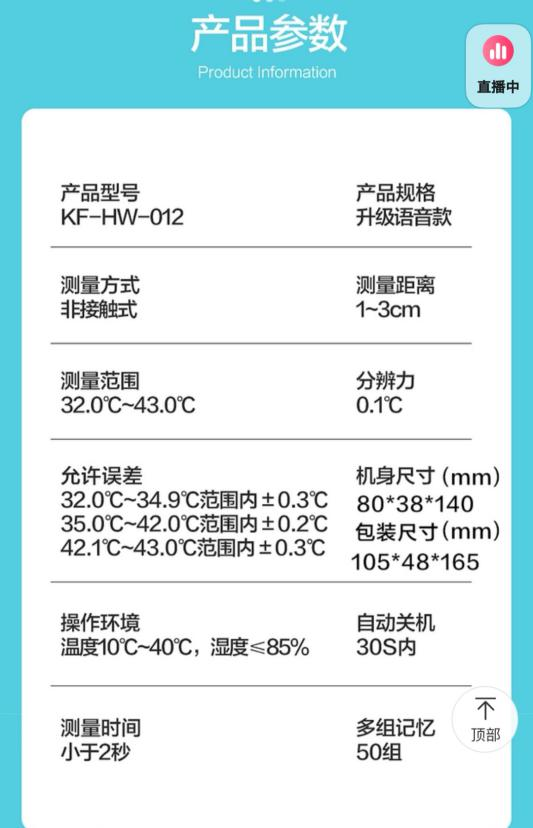 产品参数
Product Information
直播中
产品型号
KF-HW-012
产品规格
升级语音款
测量方式
非接触式
测量距离
1~3cm
测量范围
32.0℃~43.0℃
分辨力
0.1℃
允许误差
32.0℃~34.9℃范围内±0.3℃
35.0℃~42.0℃范围内±0.2℃
42.1℃~43.0℃范围内±0.3℃
机身尺寸(mm)
80*38*140
包装尺寸(mm)
105*48*165
操作环境
温度10℃~40℃，湿度≤85%
自动关机
30S内
测量时间
小于2秒
多组记忆
50组
顶部